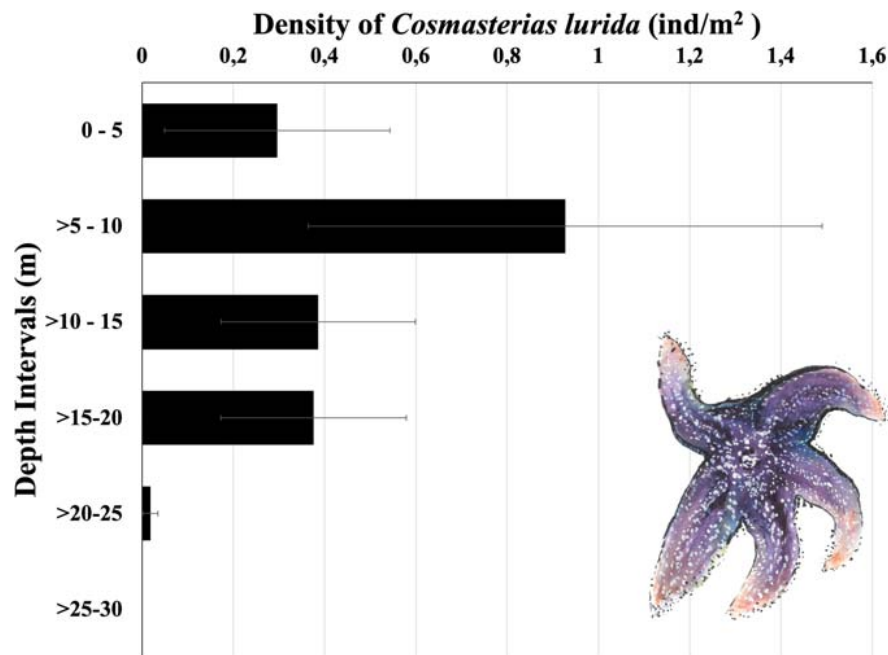 Density of Cosmasterias lurida (ind/m² )
0 0,2 0,4 0,6 0,8 1 1,2 1,4 1,6
Depth Intervals (m)
0 - 5
>5 - 10
>10 - 15
>15-20
>20-25
>25-30